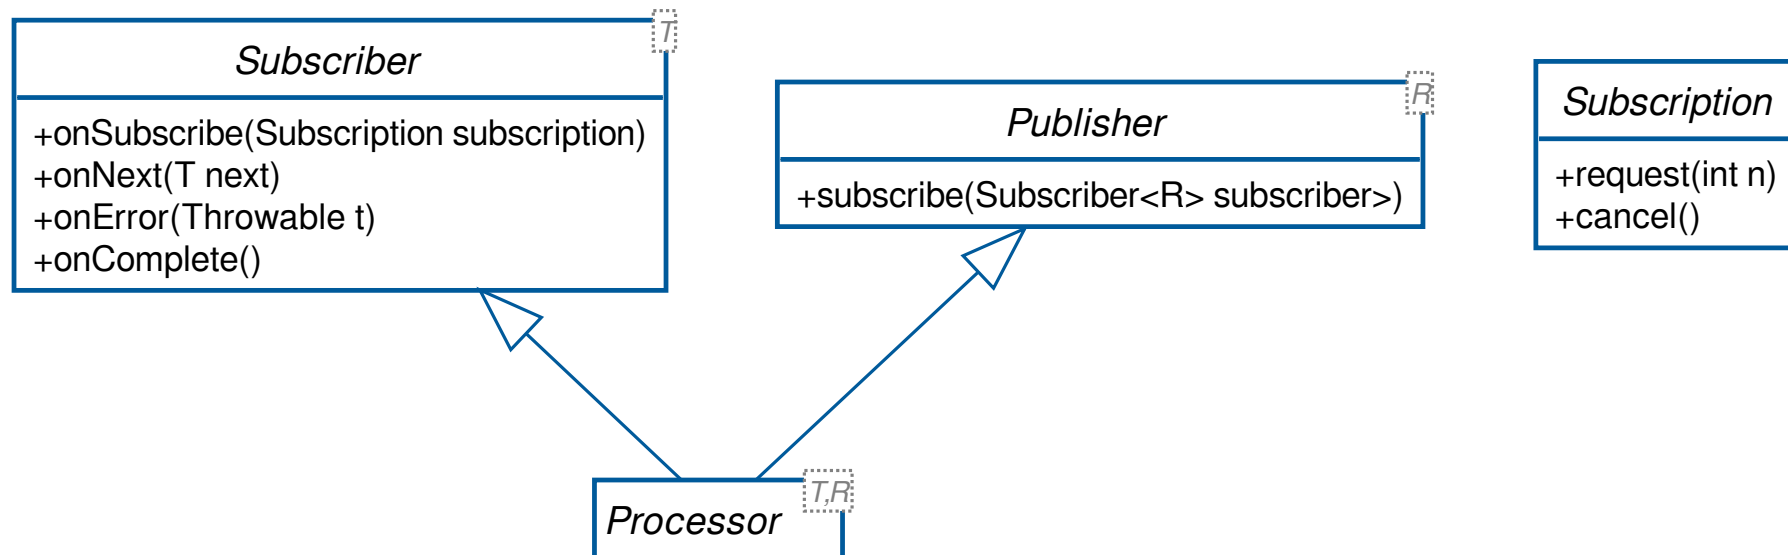 T
Subscriber
+onSubscribe(Subscription subscription)
+onNext(T next)
+onError(Throwable t)
+onComplete()
R
Publisher
+subscribe(Subscriber<R> subscriber>)
Subscription
+request(int n)
+cancel()
T,R
Processor